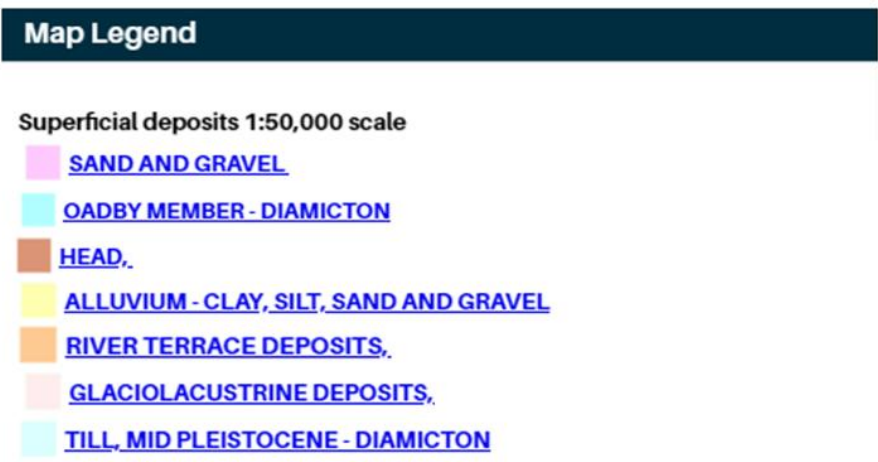 Map Legend
Superficial deposits 1:50,000 scale
SAND AND GRAVEL
OADBY MEMBER - DIAMICTON
HEAD,
ALLUVIUM - CLAY, SILT, SAND AND GRAVEL
RIVER TERRACE DEPOSITS,
GLACIOLACUSTRINE DEPOSITS,
TILL, MID PLEISTOCENE - DIAMICTON